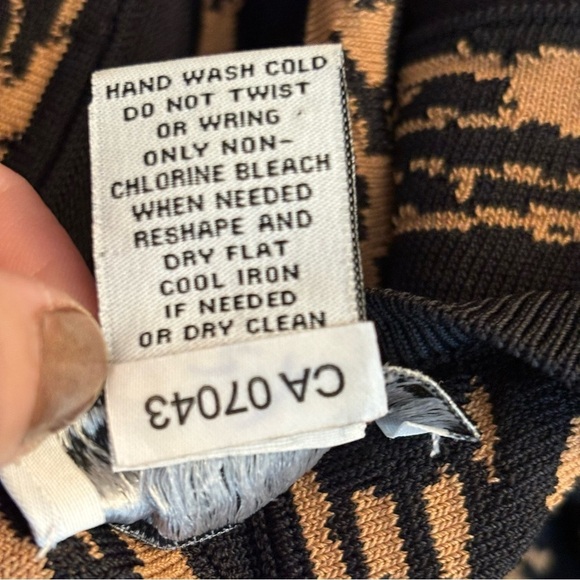 HAND WASH COLD
DO NOT TWIST
OR WRING
ONLY NON-
CHLORINE BLEACH
WHEN NEEDED
RESHAPE AND
DRY FLAT
COOL IRON
IF NEEDED
OR DRY CLEAN
CA 07043